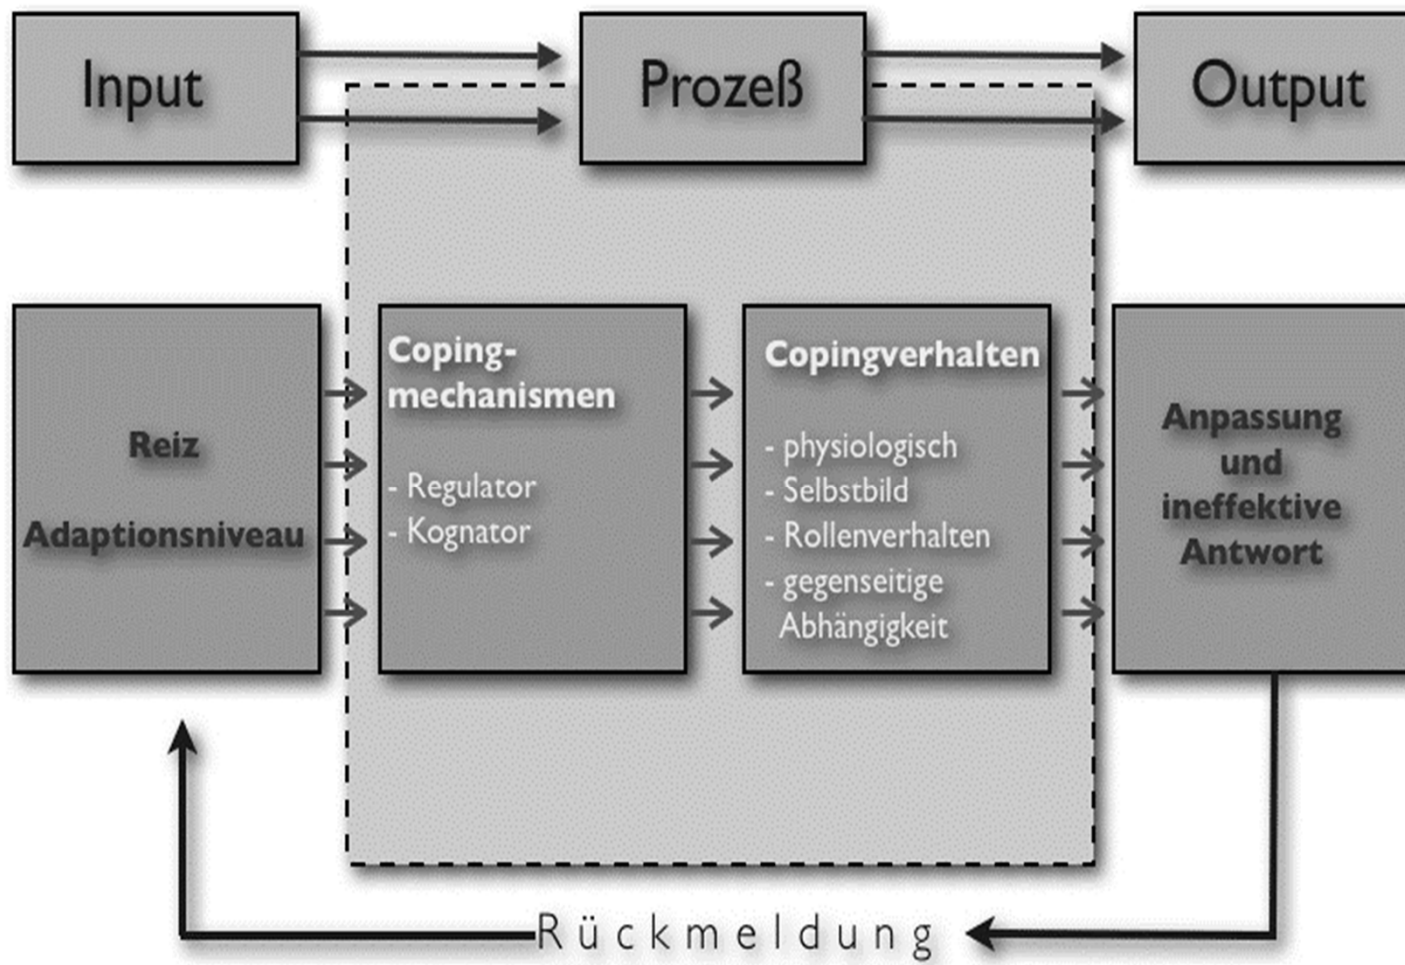 Input
Prozeß
Output
Reiz
Adaptionsniveau
Coping-
mechanismen
- Regulator
- Kognator
Copingverhalten
- physiologisch
- Selbstbild
- Rollenverhalten
- gegenseitige
Abhängigkeit
Anpassung
und
ineffektive
Antwort
Rückmeldung